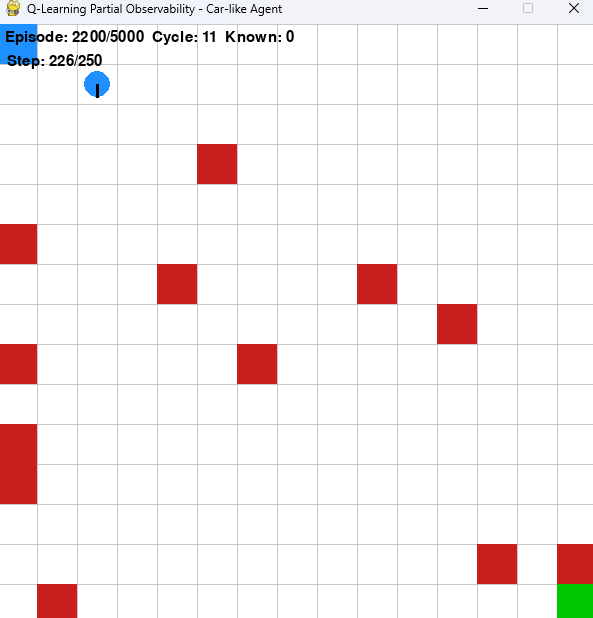 Q-Learning Partial Observability - Car-like Agent
Episode: 2200/5000 Cycle: 11 Known: 0
Step: 226/250